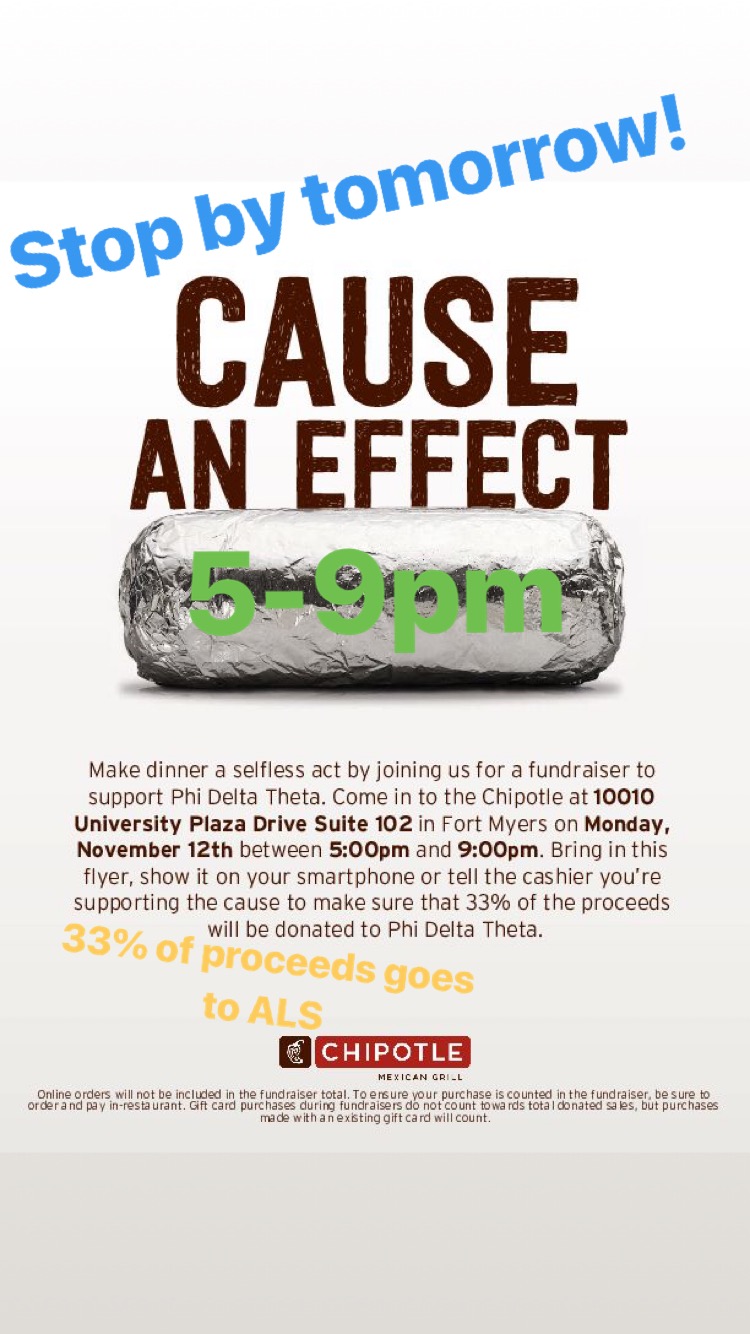 Stop by tomorrow!
CAUSE
AN EFFECT
5-9pm
Make dinner a selfless act by joining us for a fundraiser to
support Phi Delta Theta. Come in to the Chipotle at 10010
University Plaza Drive Suite 102 in Fort Myers on Monday,
November 12th between 5:00pm and 9:00pm. Bring in this
flyer, show it on your smartphone or tell the cashier you're
supporting the cause to make sure that 33% of the proceeds
will be donated to Phi Delta Theta.
33% of proceeds goes
to ALS
CHIPOTLE
MEXICAN GRILL
Online orders will not be included in the fundraiser total. To ensure your purchase is counted in the fundraiser, be sure to
order and pay in-restaurant. Gift card purchases during fundraisers do not count towards total donated sales, but purchases
made with an existing gift card will count.